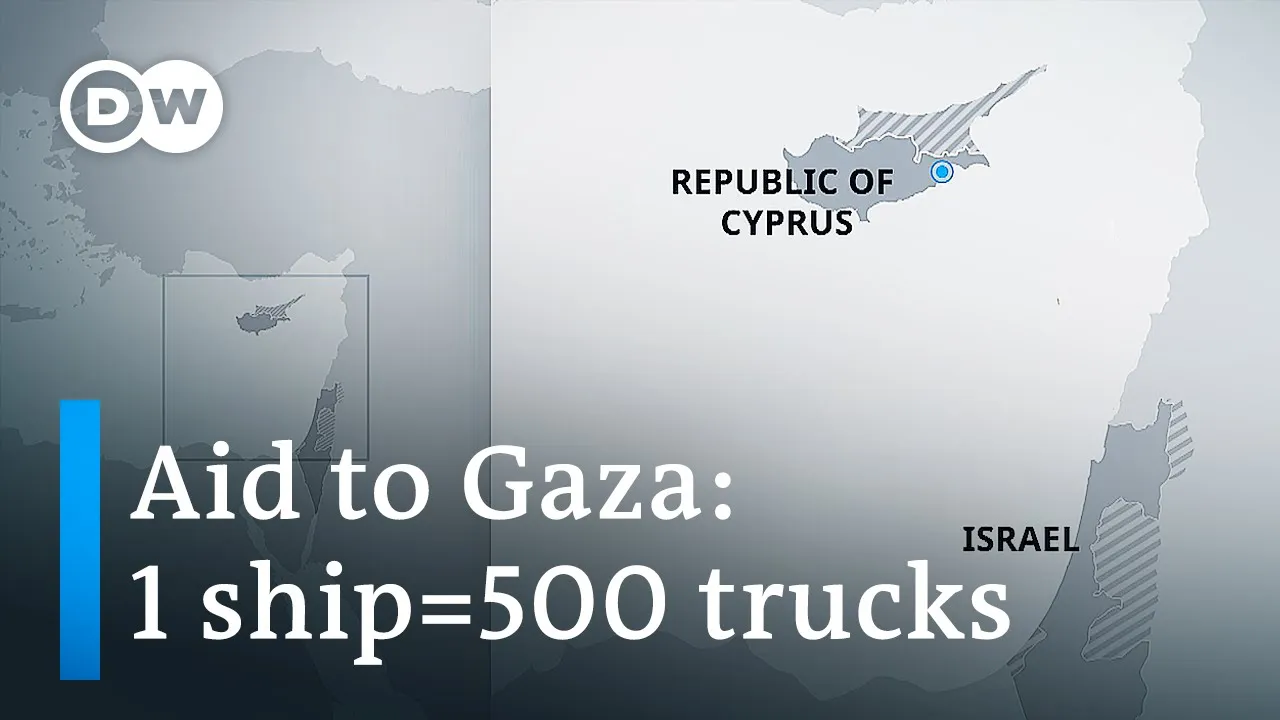 DW
REPUBLIC OF
CYPRUS
ISRAEL
Aid to Gaza:
1 ship=500 trucks